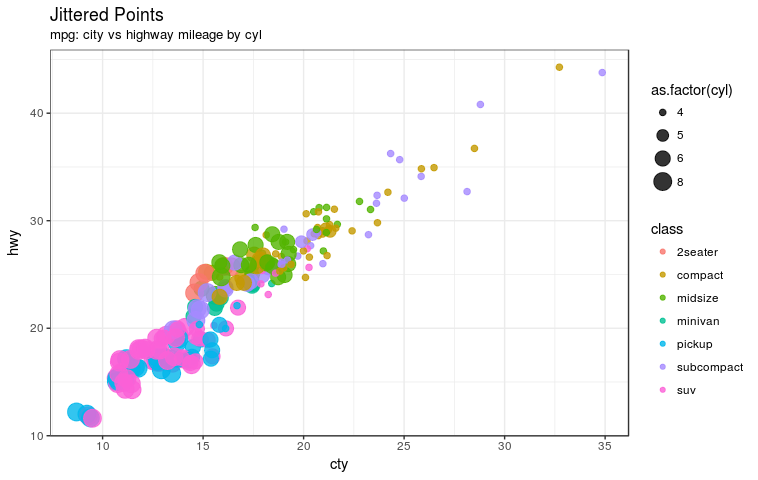 Jittered Points
mpg: city vs highway mileage by cyl
40
30
20
10
hwy
10 15 20 25 30 35
cty
as.factor(cyl)
4
5
6
8
class
2seater
compact
midsize
minivan
pickup
subcompact
suv